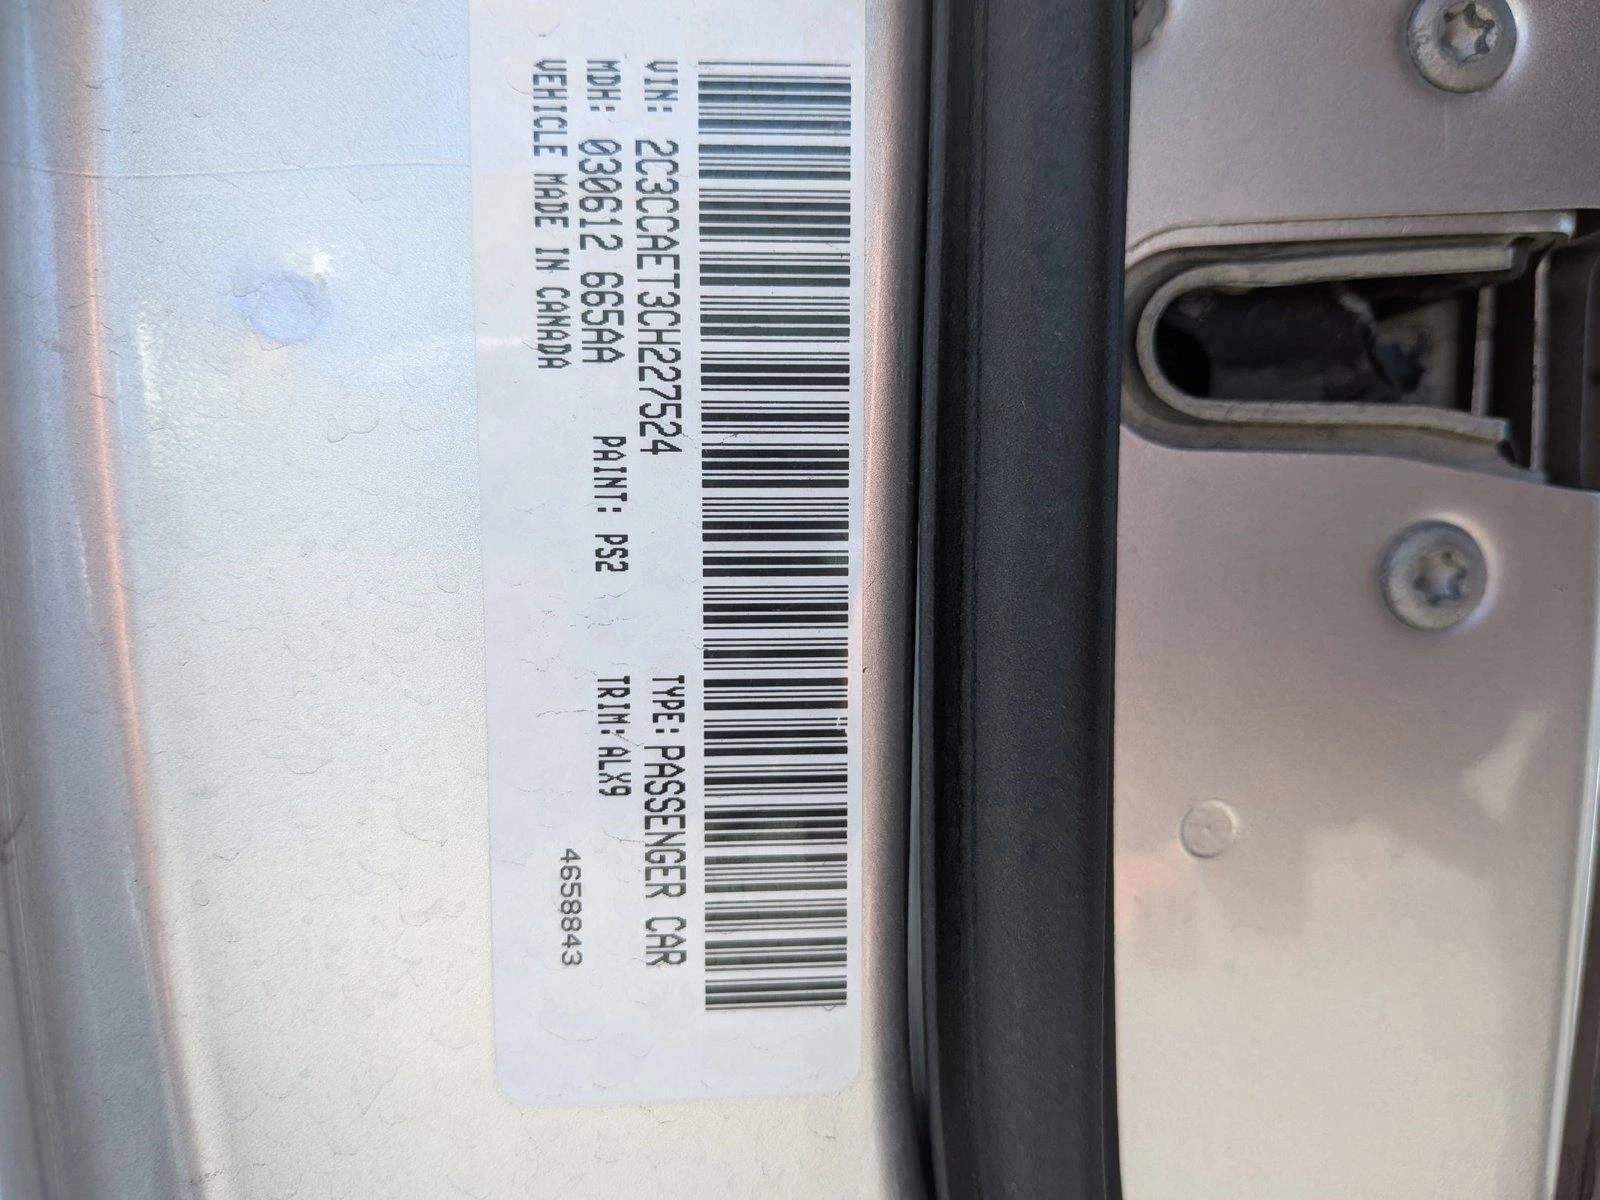 VIN: 2C3CCAET3CH227524 TYPE: PASSENGER CAR
MDH: 030612 665AA PAINT: PS2 TRIM: ALX9
VEHICLE MADE IN CANADA 4658843